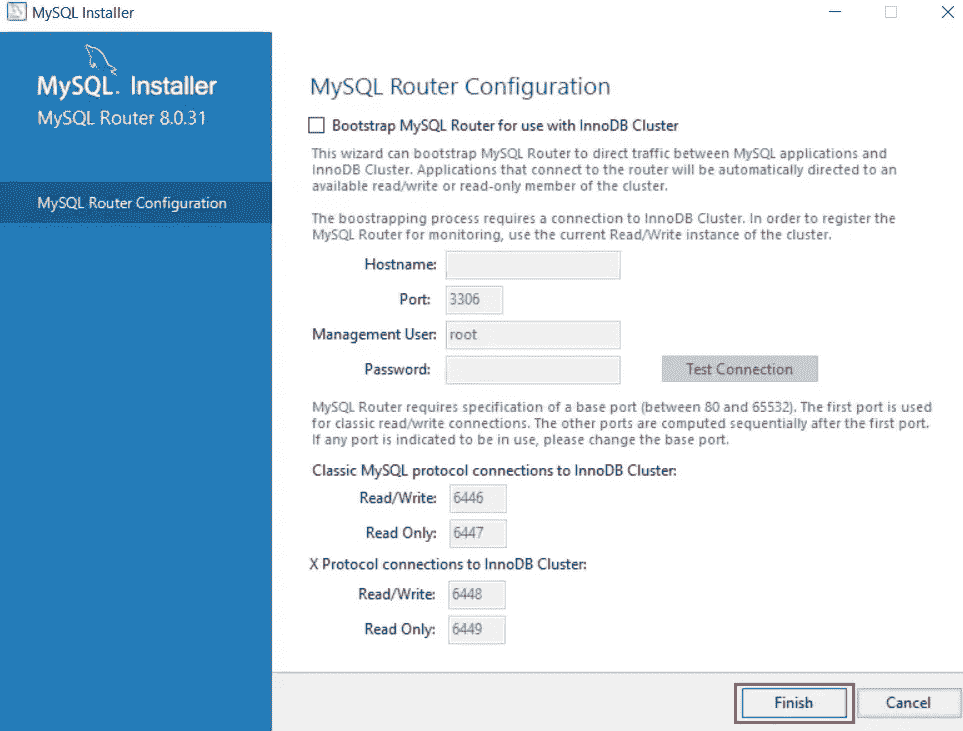 MySQL Installer
MySQL. Installer
MySQL Router 8.0.31
MySQL Router Configuration
MySQL Router Configuration
Bootstrap MySQL Router for use with InnoDB Cluster
This wizard can bootstrap MySQL Router to direct traffic between MySQL applications and
InnoDB Cluster. Applications that connect to the router will be automatically directed to an
available read/write or read-only member of the cluster.
The boostrapping process requires a connection to InnoDB Cluster. In order to register the
MySQL Router for monitoring, use the current Read/Write instance of the cluster.
Hostname:
Port: 3306
Management User: root
Password:
Test Connection
MySQL Router requires specification of a base port (between 80 and 65532). The first port is used
for classic read/write connections. The other ports are computed sequentially after the first port.
If any port is indicated to be in use, please change the base port.
Classic MySQL protocol connections to InnoDB Cluster:
Read/Write: 6446
Read Only: 6447
X Protocol connections to InnoDB Cluster:
Read/Write: 6448
Read Only: 6449
Finish Cancel